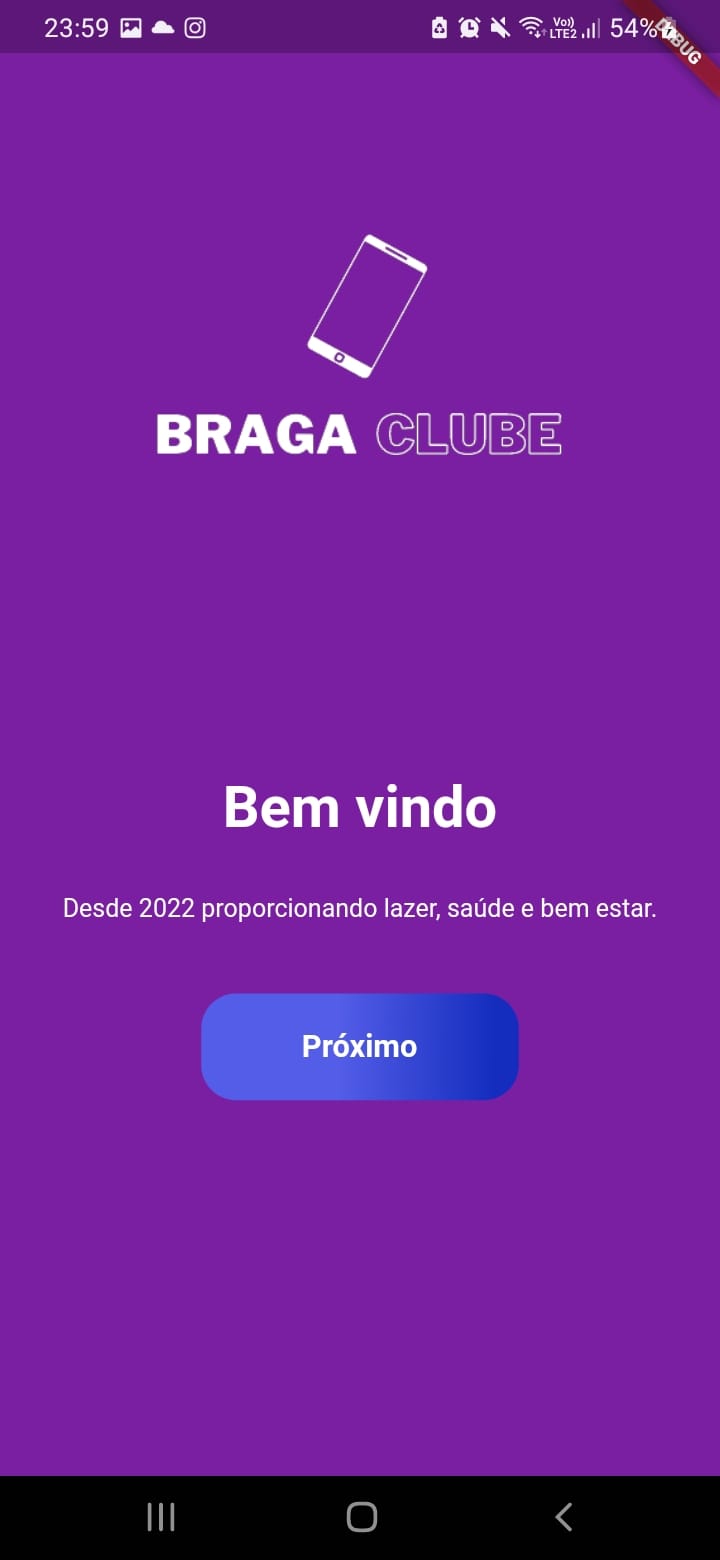 23:59 Vo)) LTE2 54%
DEBUG
BRAGA CLUBE
Bem vindo
Desde 2022 proporcionando lazer, saúde e bem estar.
Próximo